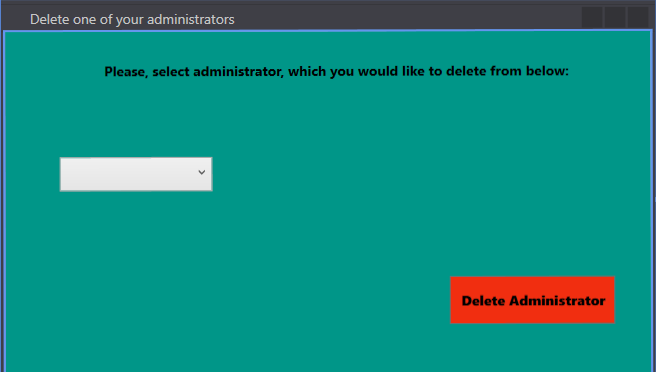 Delete one of your administrators
Please, select administrator, which you would like to delete from below:
Delete Administrator